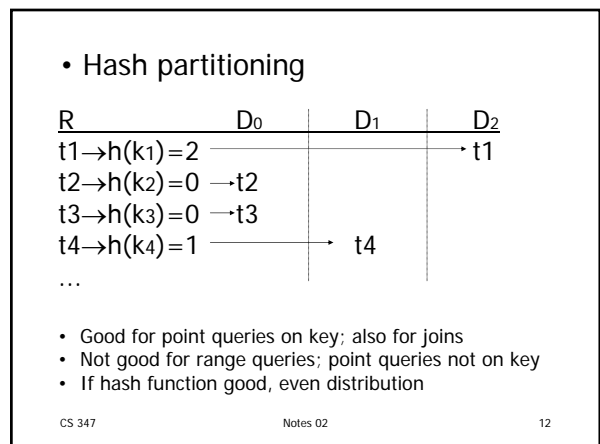 • Hash partitioning
R D0 D1 D2
t1→h(k1)=2 → t1
t2→h(k2)=0 →t2
t3→h(k3)=0 →t3
t4→h(k4)=1 → t4
...
• Good for point queries on key; also for joins
• Not good for range queries; point queries not on key
• If hash function good, even distribution
CS 347 Notes 02 12